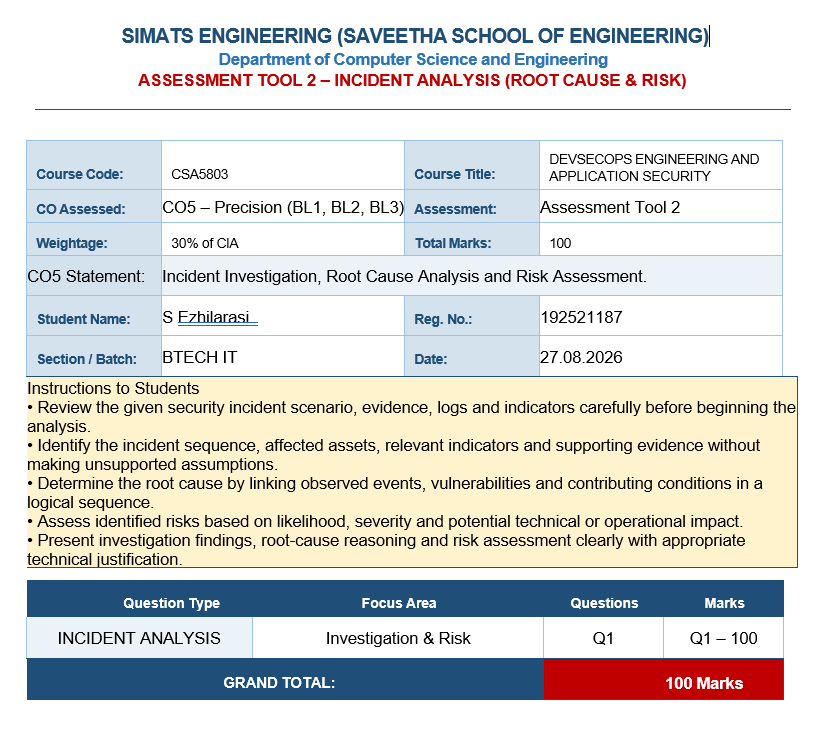 SIMATS ENGINEERING (SAVEETHA SCHOOL OF ENGINEERING)
Department of Computer Science and Engineering
ASSESSMENT TOOL 2 – INCIDENT ANALYSIS (ROOT CAUSE & RISK)
Course Code: CSA5803 Course Title: DEVSECOPS ENGINEERING AND
APPLICATION SECURITY
CO Assessed: CO5 – Precision (BL1, BL2, BL3) Assessment: Assessment Tool 2
Weightage: 30% of CIA Total Marks: 100
CO5 Statement: Incident Investigation, Root Cause Analysis and Risk Assessment.
Student Name: S Ezhilarasi Reg. No.: 192521187
Section / Batch: BTECH IT Date: 27.08.2026
Instructions to Students
• Review the given security incident scenario, evidence, logs and indicators carefully before beginning the
analysis.
• Identify the incident sequence, affected assets, relevant indicators and supporting evidence without
making unsupported assumptions.
• Determine the root cause by linking observed events, vulnerabilities and contributing conditions in a
logical sequence.
• Assess identified risks based on likelihood, severity and potential technical or operational impact.
• Present investigation findings, root-cause reasoning and risk assessment clearly with appropriate
technical justification.
Question Type Focus Area Questions Marks
INCIDENT ANALYSIS Investigation & Risk Q1 Q1 – 100
GRAND TOTAL: 100 Marks